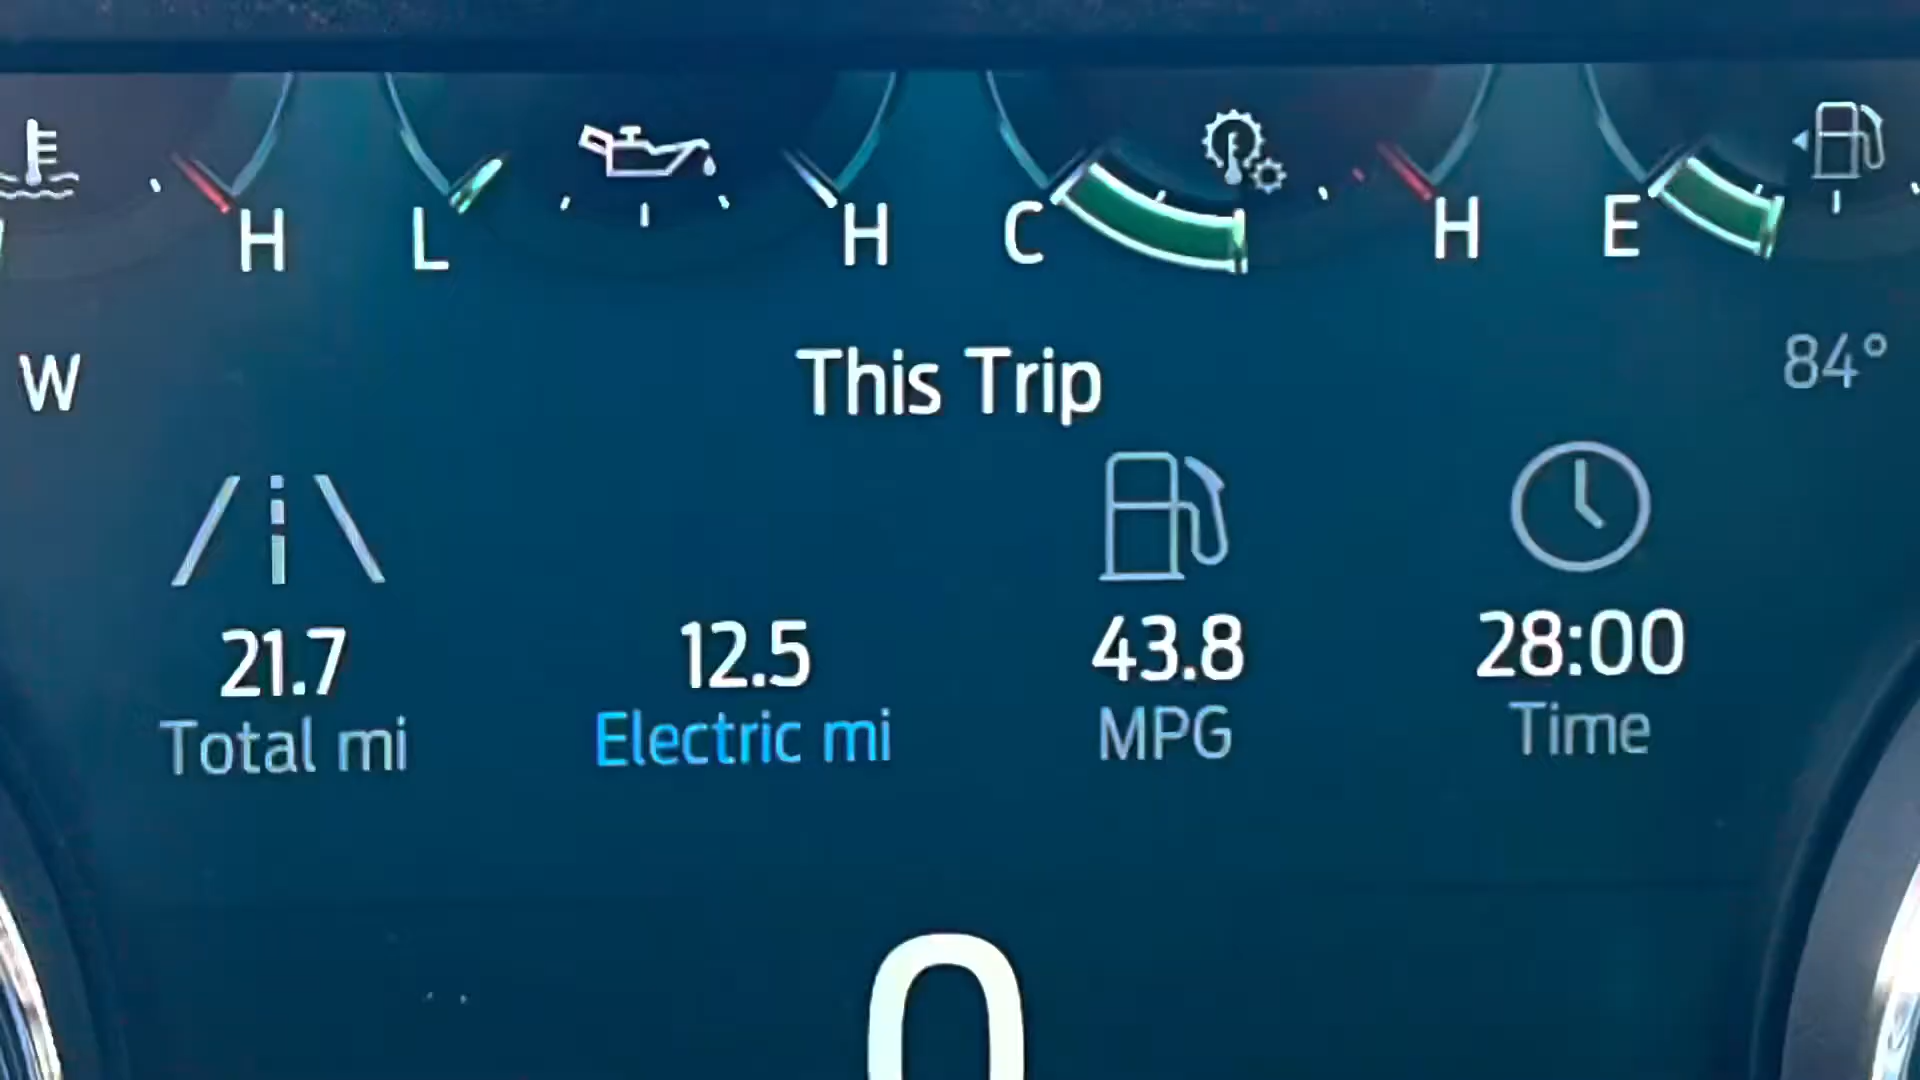 H L H C H E
W This Trip 84°
21.7 12.5 43.8 28:00
Total mi Electric mi MPG Time
0